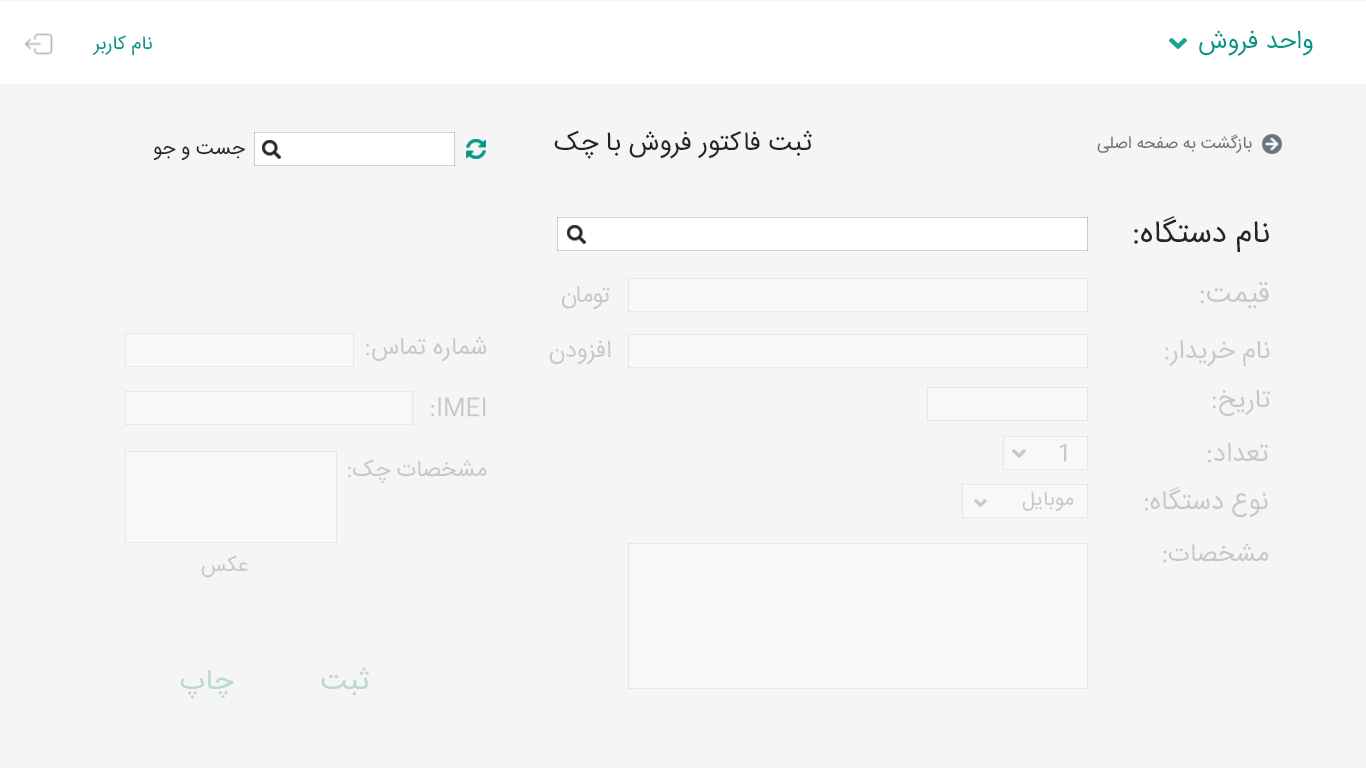 واحد فروش
نام کاربر
بازگشت به صفحه اصلی
ثبت فاکتور فروش با چک
جست و جو
نام دستگاه:
قیمت:
تومان
نام خریدار:
افزودن
شماره تماس:
تاریخ:
IMEI:
تعداد:
1
مشخصات چک:
نوع دستگاه:
موبایل
مشخصات:
عکس
ثبت
چاپ